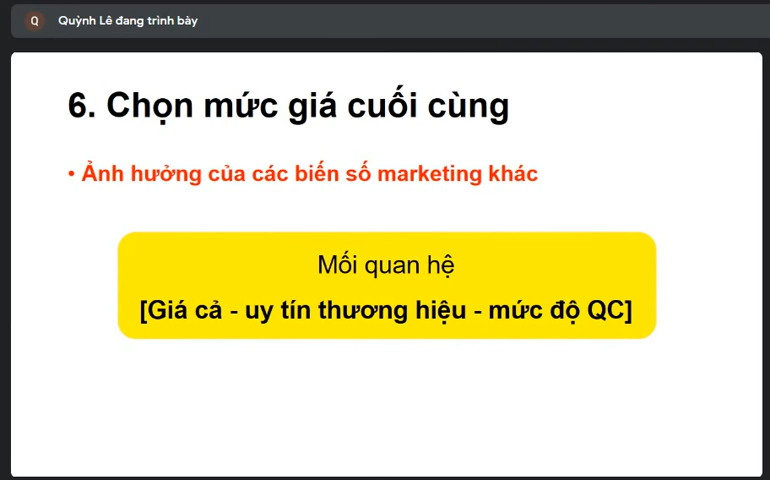 Q
Quỳnh Lê đang trình bày
6. Chọn mức giá cuối cùng
• Ảnh hưởng của các biến số marketing khác
Mối quan hệ
[Giá cả - uy tín thương hiệu - mức độ QC]